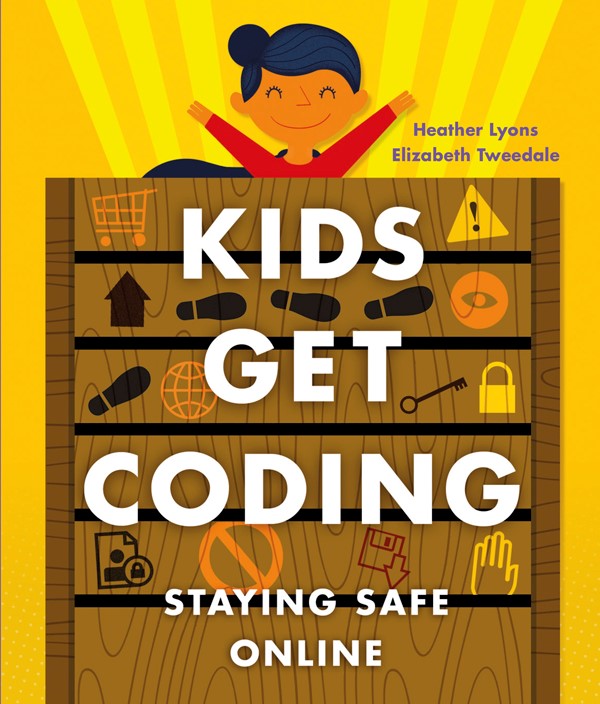 Heather Lyons
Elizabeth Tweedale
KIDS
GET
CODING
STAYING SAFE
ONLINE